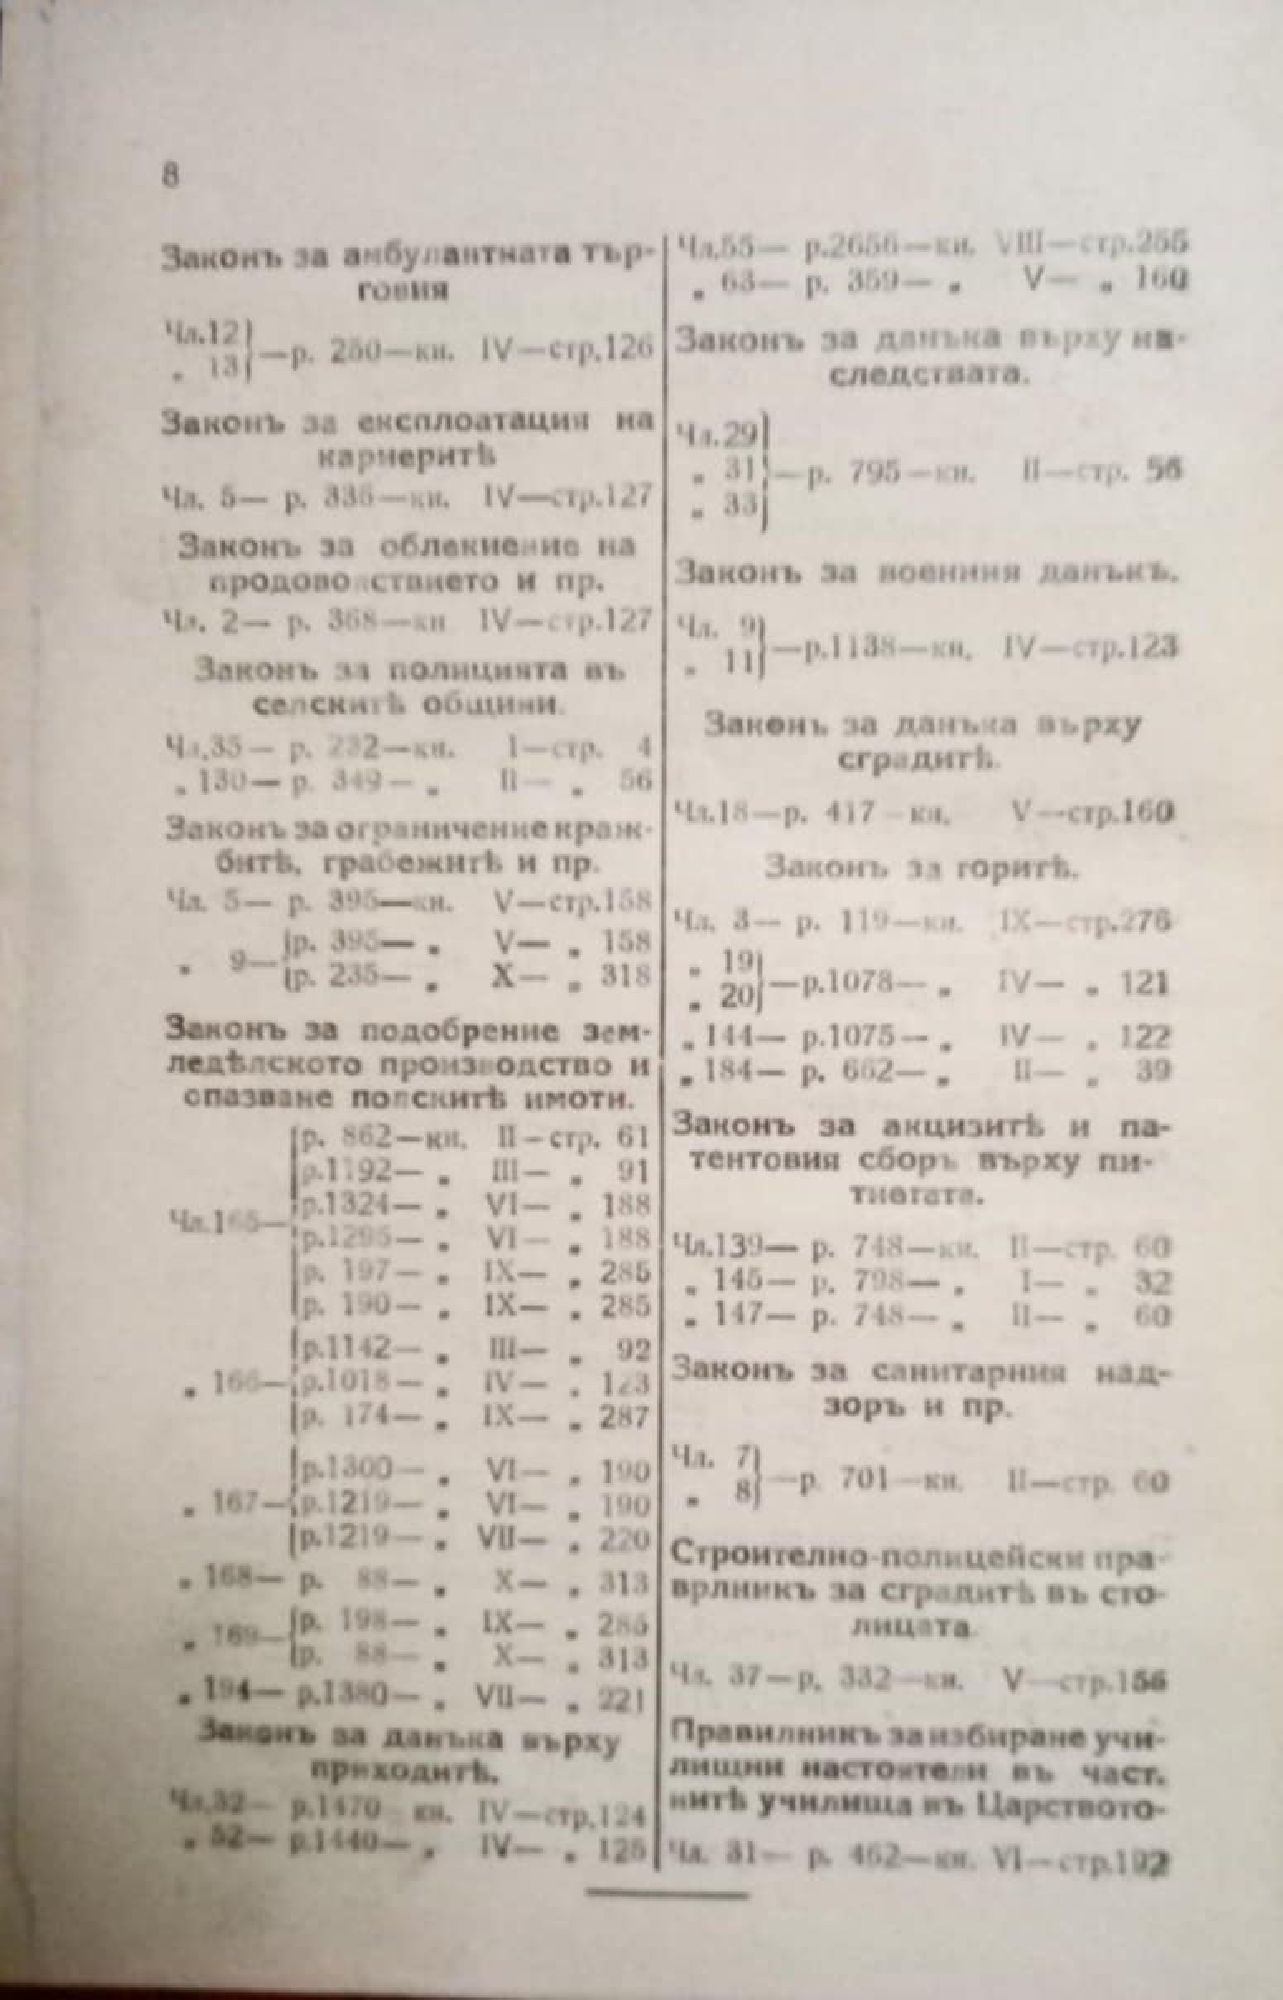 8
Законъ за амбулантната тър-
говия
Чл.12}
„ 13}—р. 250—кн. IV—стр.126
Законъ за експлоатация на
кариеритѣ
Чл. 5— р. 336—кн. IV—стр.127
Законъ за облекчение на
продоволствието и пр.
Чл. 2— р. 368—кн IV—стр.127
Законъ за полицията въ
селскитѣ общини.
Чл.35— р. 232—кн. I—стр. 4
„ 130— р. 349— „ II— „ 56
Законъ за ограничение краж-
битѣ, грабежитѣ и пр.
Чл. 5— р. 395—кн. V—стр.158
„ 9—{р. 395— „ V— „ 158
{р. 235— „ X— „ 318
Законъ за подобрение зем-
ледѣлското производство и
опазване полскитѣ имоти.
{р. 862—кн. II—стр. 61
{р.1192— „ III— „ 91
{р.1324— „ VI— „ 188
Чл.165—{р.1295— „ VI— „ 188
{р. 197— „ IX— „ 285
{р. 190— „ IX— „ 285
{р.1142— „ III— „ 92
„ 166—{р.1018— „ IV— „ 123
{р. 174— „ IX— „ 287
{р.1300— „ VI— „ 190
„ 167—{р.1219— „ VI— „ 190
{р.1219— „ VII— „ 220
„ 168— р. 88— „ X— „ 313
„ 169—{р. 198— „ IX— „ 285
{р. 88— „ X— „ 313
„ 194— р.1380— „ VII— „ 221
Законъ за данъка върху
приходитѣ.
Чл.32— р.1470 кн. IV—стр.124
„ 52— р.1440— „ IV— „ 125
Чл.55— р.2656—кн. VIII—стр.255
„ 63— р. 359— „ V— „ 160
Законъ за данъка върху на-
следствата.
Чл.29}
„ 31}—р. 795—кн. II—стр. 56
„ 33}
Законъ за военния данъкъ.
Чл. 9}
„ 11}—р.1138—кн. IV—стр.123
Законъ за данъка върху
сградитѣ.
Чл.18—р. 417—кн. V—стр.160
Законъ за горитѣ.
Чл. 3— р. 119—кн. IX—стр.276
„ 19}
„ 20}—р.1078— „ IV— „ 121
„ 144— р.1075— „ IV— „ 122
„ 184— р. 662— „ II— „ 39
Законъ за акцизитѣ и па-
тентовия сборъ върху пи-
тиетата.
Чл.139— р. 748—кн. II—стр. 60
„ 145— р. 798— „ I— „ 32
„ 147— р. 748— „ II— „ 60
Законъ за санитарния над-
зоръ и пр.
Чл. 7}
„ 8}—р. 701—кн. II—стр. 60
Строително-полицейски пра-
врлникъ за сградитѣ въ сто-
лицата.
Чл. 37—р. 332—кн. V—стр.156
Правилникъ за избиране учи-
лищни настоятели въ част.
нитѣ училища въ Царството-
Чл. 31— р. 462—кн. VI—стр.192